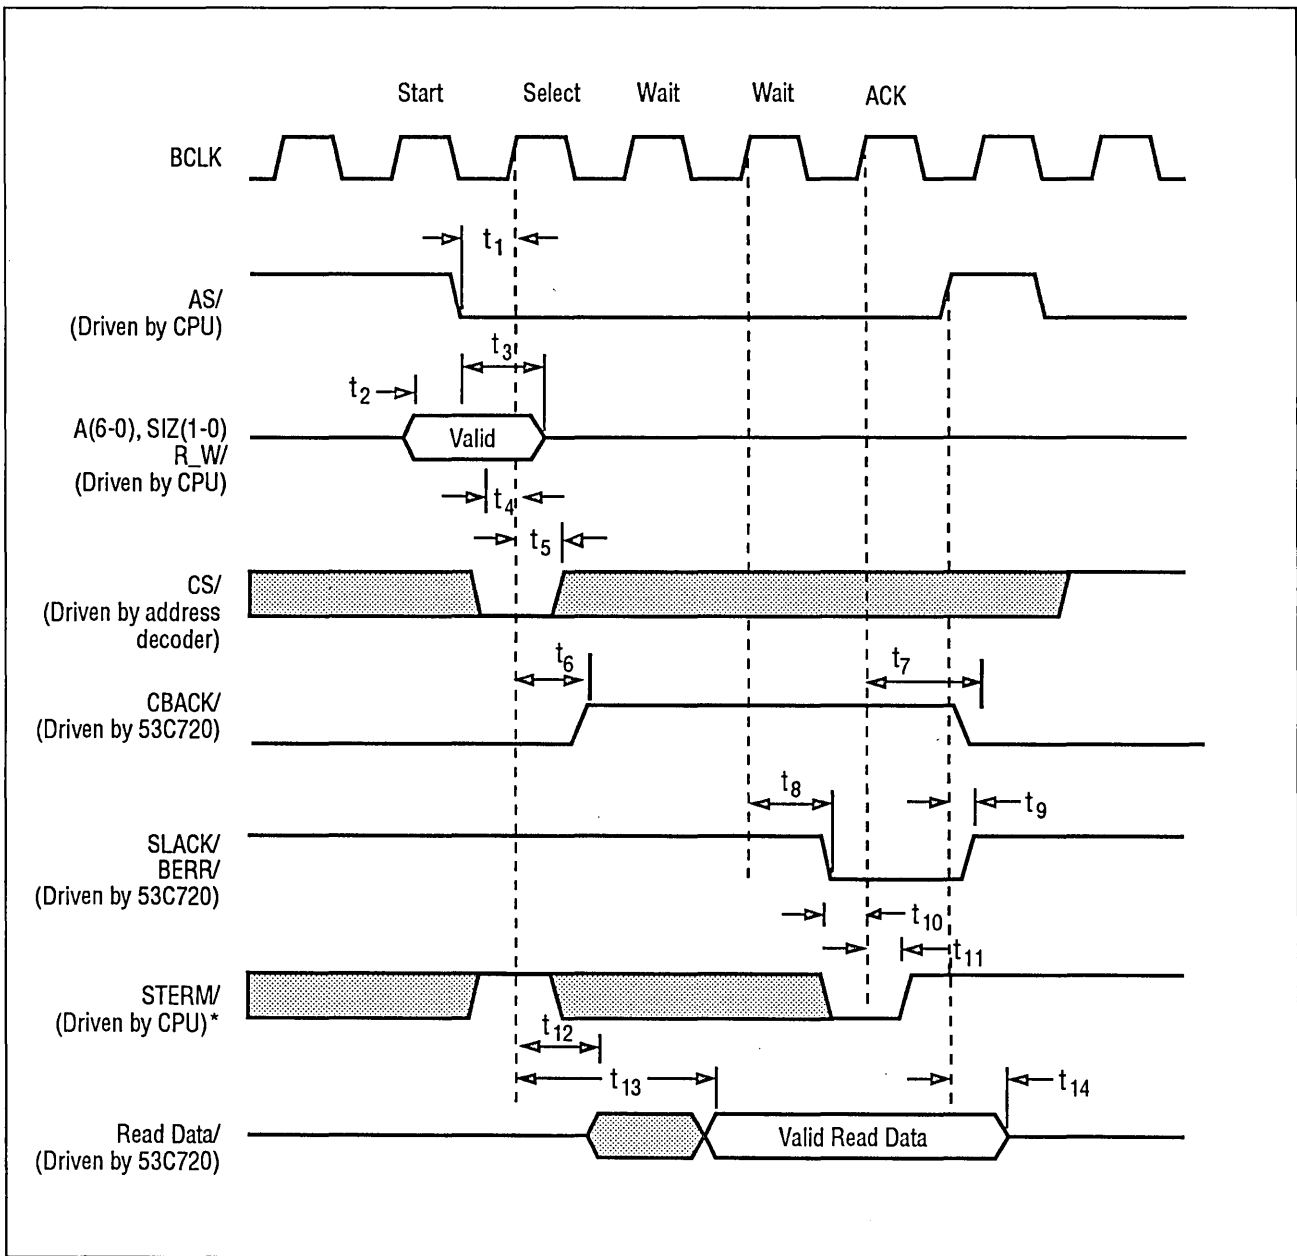 Start Select Wait Wait ACK
BCLK
t1
AS/
(Driven by CPU)
t3
t2
A(6-0), SIZ(1-0)
R_W/
(Driven by CPU)
Valid
t4
t5
CS/
(Driven by address
decoder)
t6
t7
CBACK/
(Driven by 53C720)
t8
t9
SLACK/
BERR/
(Driven by 53C720)
t10
t11
STERM/
(Driven by CPU)*
t12
t13
t14
Read Data/
(Driven by 53C720)
Valid Read Data